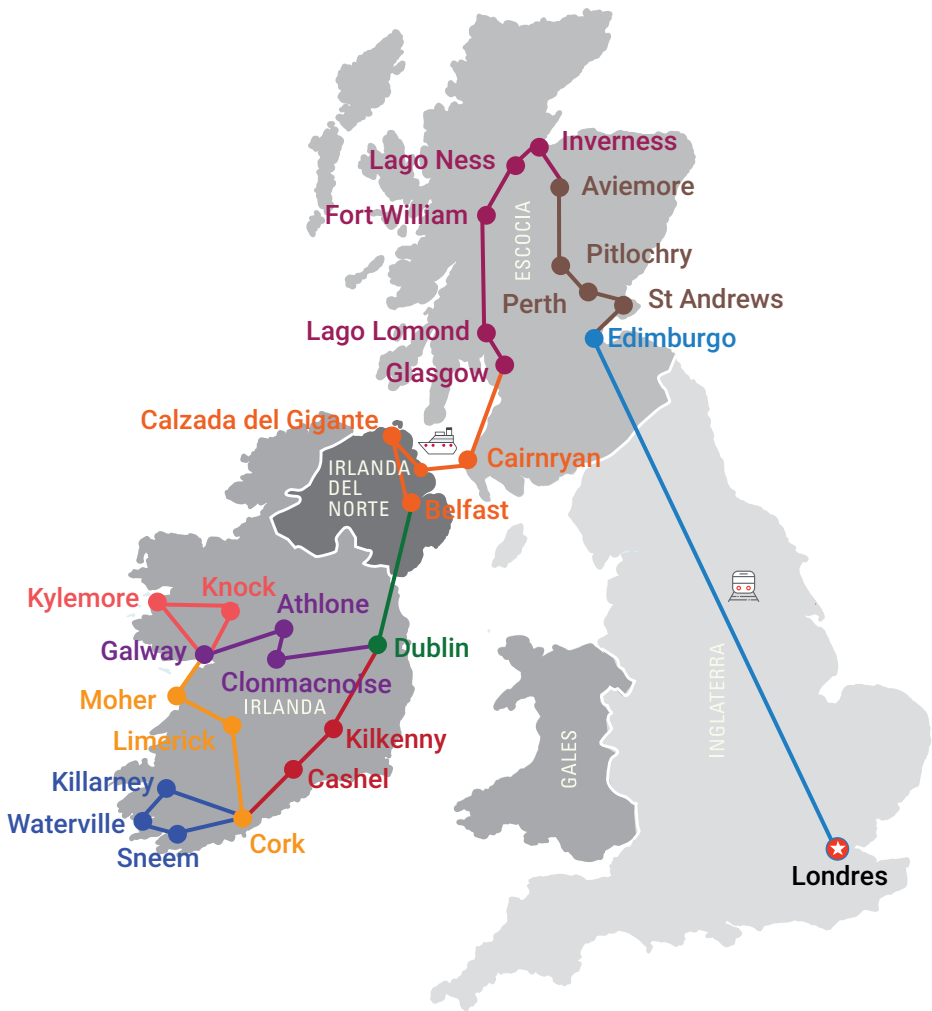 Inverness
Lago Ness
Aviemore
Fort William
ESCOCIA
Pitlochry
Perth
St Andrews
Lago Lomond
Edimburgo
Glasgow
Calzada del Gigante
Cairnryan
IRLANDA
DEL
NORTE
Belfast
Knock
Kylemore
Athlone
Galway
Dublin
Clonmacnoise
Moher
IRLANDA
Limerick
Kilkenny
INGLATERRA
GALES
Killarney
Cashel
Waterville
Cork
Sneem
Londres